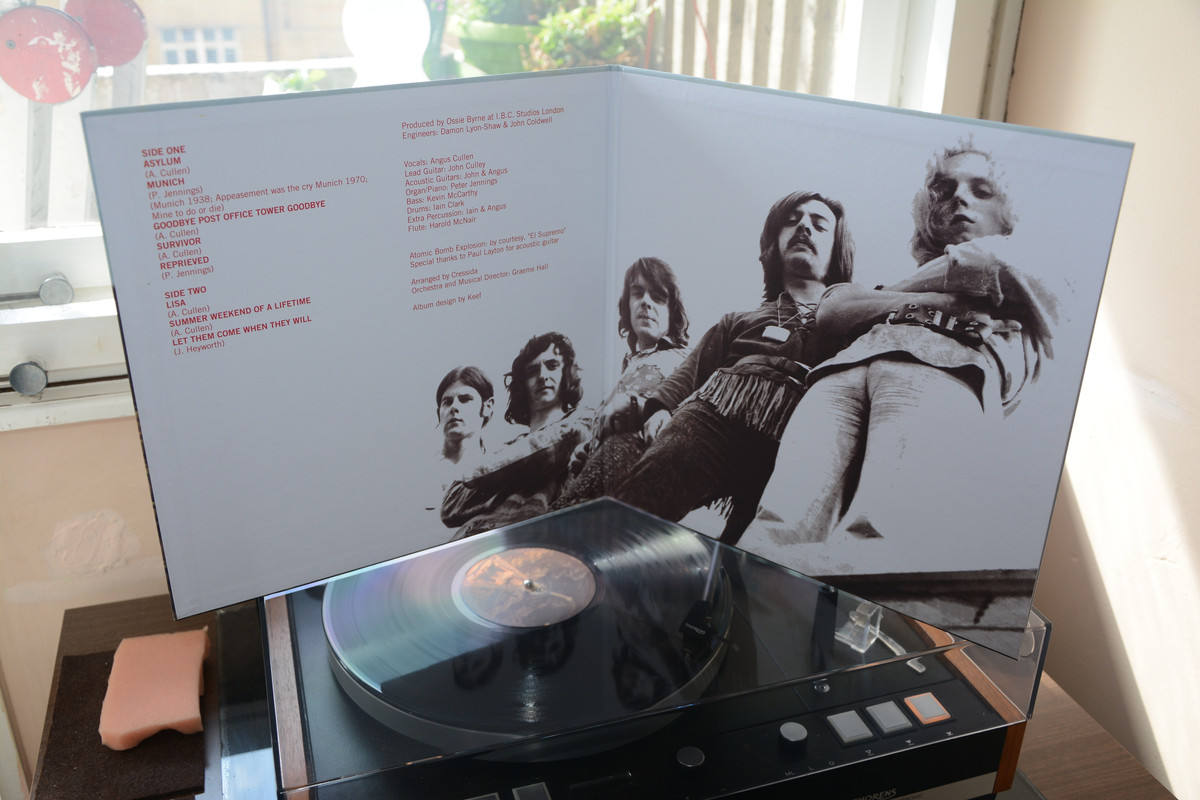 SIDE ONE
ASYLUM
(A. Cullen)
MUNICH
(P. Jennings)
(Munich 1938; Appeasement was the cry Munich 1970;
Mine to do or die)
GOODBYE POST OFFICE TOWER GOODBYE
(A. Cullen)
SURVIVOR
(A. Cullen)
REPRIEVED
(P. Jennings)
SIDE TWO
LISA
(A. Cullen)
SUMMER WEEKEND OF A LIFETIME
(A. Cullen)
LET THEM COME WHEN THEY WILL
(J. Heyworth)
Produced by Ossie Byrne at I.B.C. Studios London
Engineers: Damon Lyon-Shaw & John Coldwell
Vocals: Angus Cullen
Lead Guitar: John Culley
Acoustic Guitars: John & Angus
Organ/Piano: Peter Jennings
Bass: Kevin McCarthy
Drums: Iain Clark
Extra Percussion: Iain & Angus
Flute: Harold McNair
Atomic Bomb Explosion: by courtesy, "El Supremo"
Special thanks to Paul Layton for acoustic guitar
Arranged by Cressida
Orchestra and Musical Director: Graeme Hall
Album design by Keef